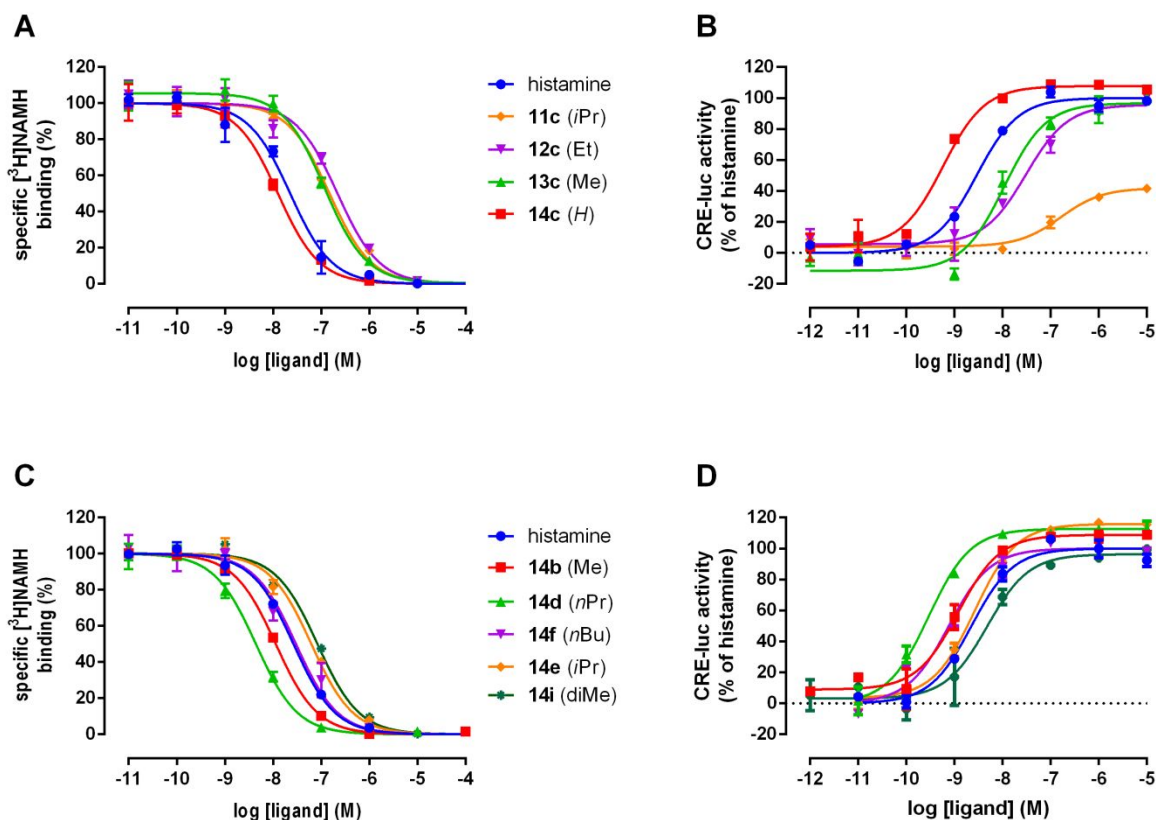 A
specific [³H]NAMH
binding (%)
120
100
80
60
40
20
0
-11 -10 -9 -8 -7 -6 -5 -4
log [ligand] (M)
histamine
11c (iPr)
12c (Et)
13c (Me)
14c (H)
B
CRE-luc activity
(% of histamine)
120
100
80
60
40
20
0
-20
-12 -11 -10 -9 -8 -7 -6 -5
log [ligand] (M)
C
specific [³H]NAMH
binding (%)
120
100
80
60
40
20
0
-11 -10 -9 -8 -7 -6 -5 -4
log [ligand] (M)
histamine
14b (Me)
14d (nPr)
14f (nBu)
14e (iPr)
14i (diMe)
D
CRE-luc activity
(% of histamine)
120
100
80
60
40
20
0
-20
-12 -11 -10 -9 -8 -7 -6 -5
log [ligand] (M)